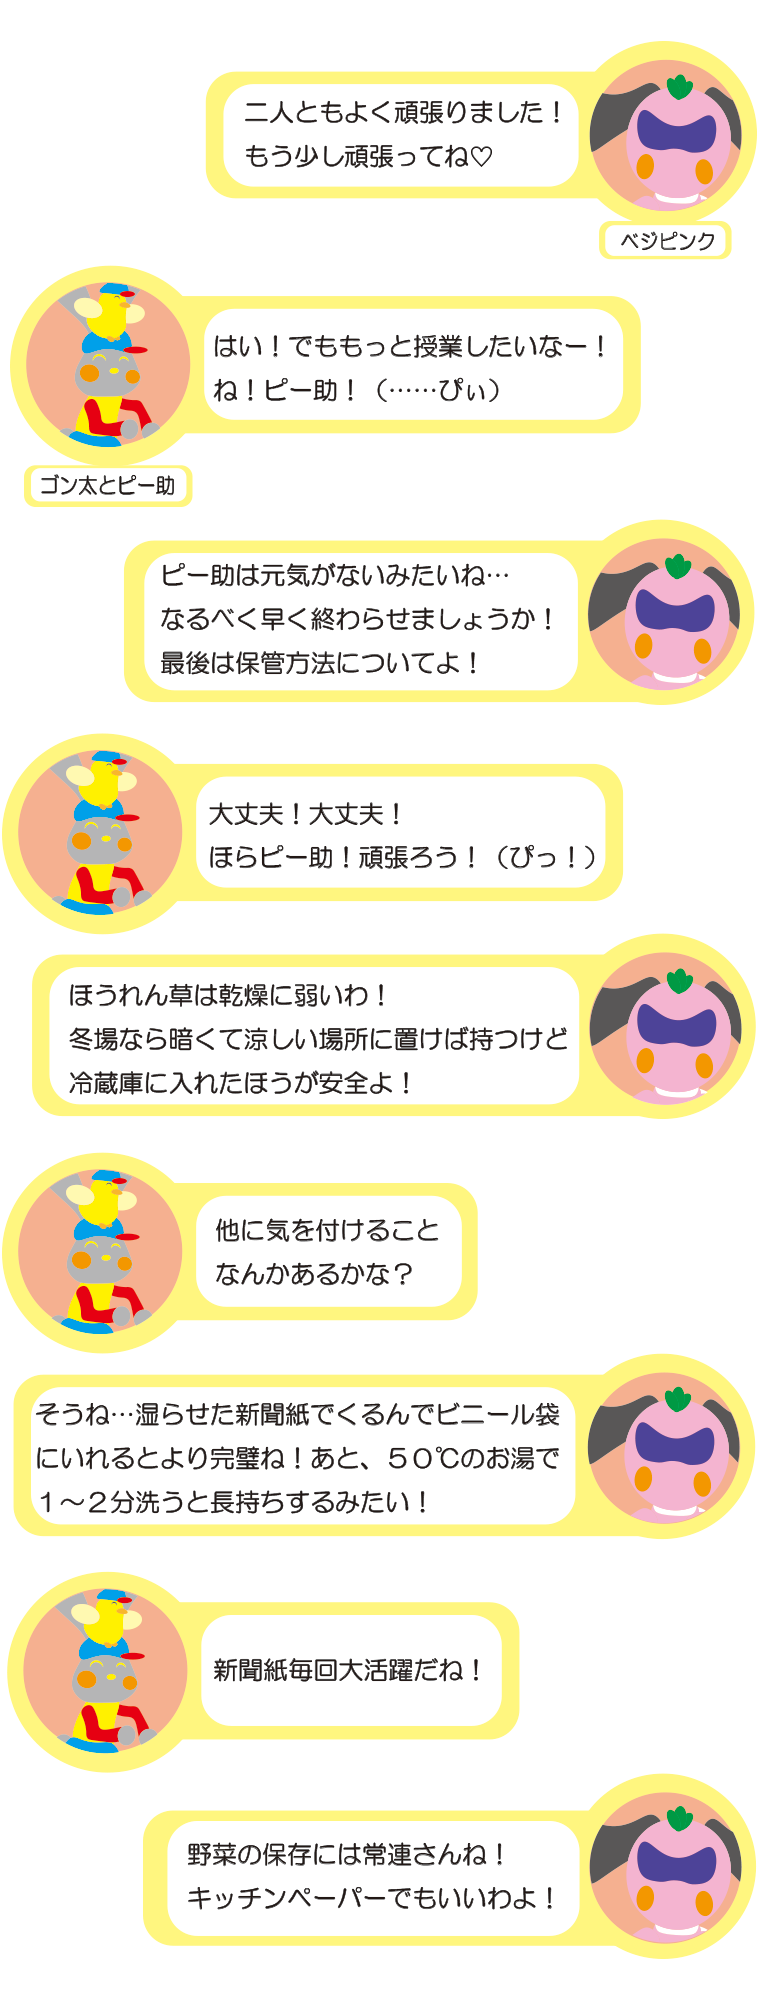 二人ともよく頑張りました！
もう少し頑張ってね♡
ベジピンク
はい！でももっと授業したいなー！
ね！ピー助！（……ぴぃ）
ゴン太とピー助
ピー助は元気がないみたいね…
なるべく早く終わらせましょうか！
最後は保管方法についてよ！
大丈夫！大丈夫！
ほらピー助！頑張ろう！（ぴっ！）
ほうれん草は乾燥に弱いわ！
冬場なら暗くて涼しい場所に置けば持つけど
冷蔵庫に入れたほうが安全よ！
他に気を付けること
なんかあるかな？
そうね…湿らせた新聞紙でくるんでビニール袋
にいれるとより完璧ね！あと、５０℃のお湯で
１〜２分洗うと長持ちするみたい！
新聞紙毎回大活躍だね！
野菜の保存には常連さんね！
キッチンペーパーでもいいわよ！